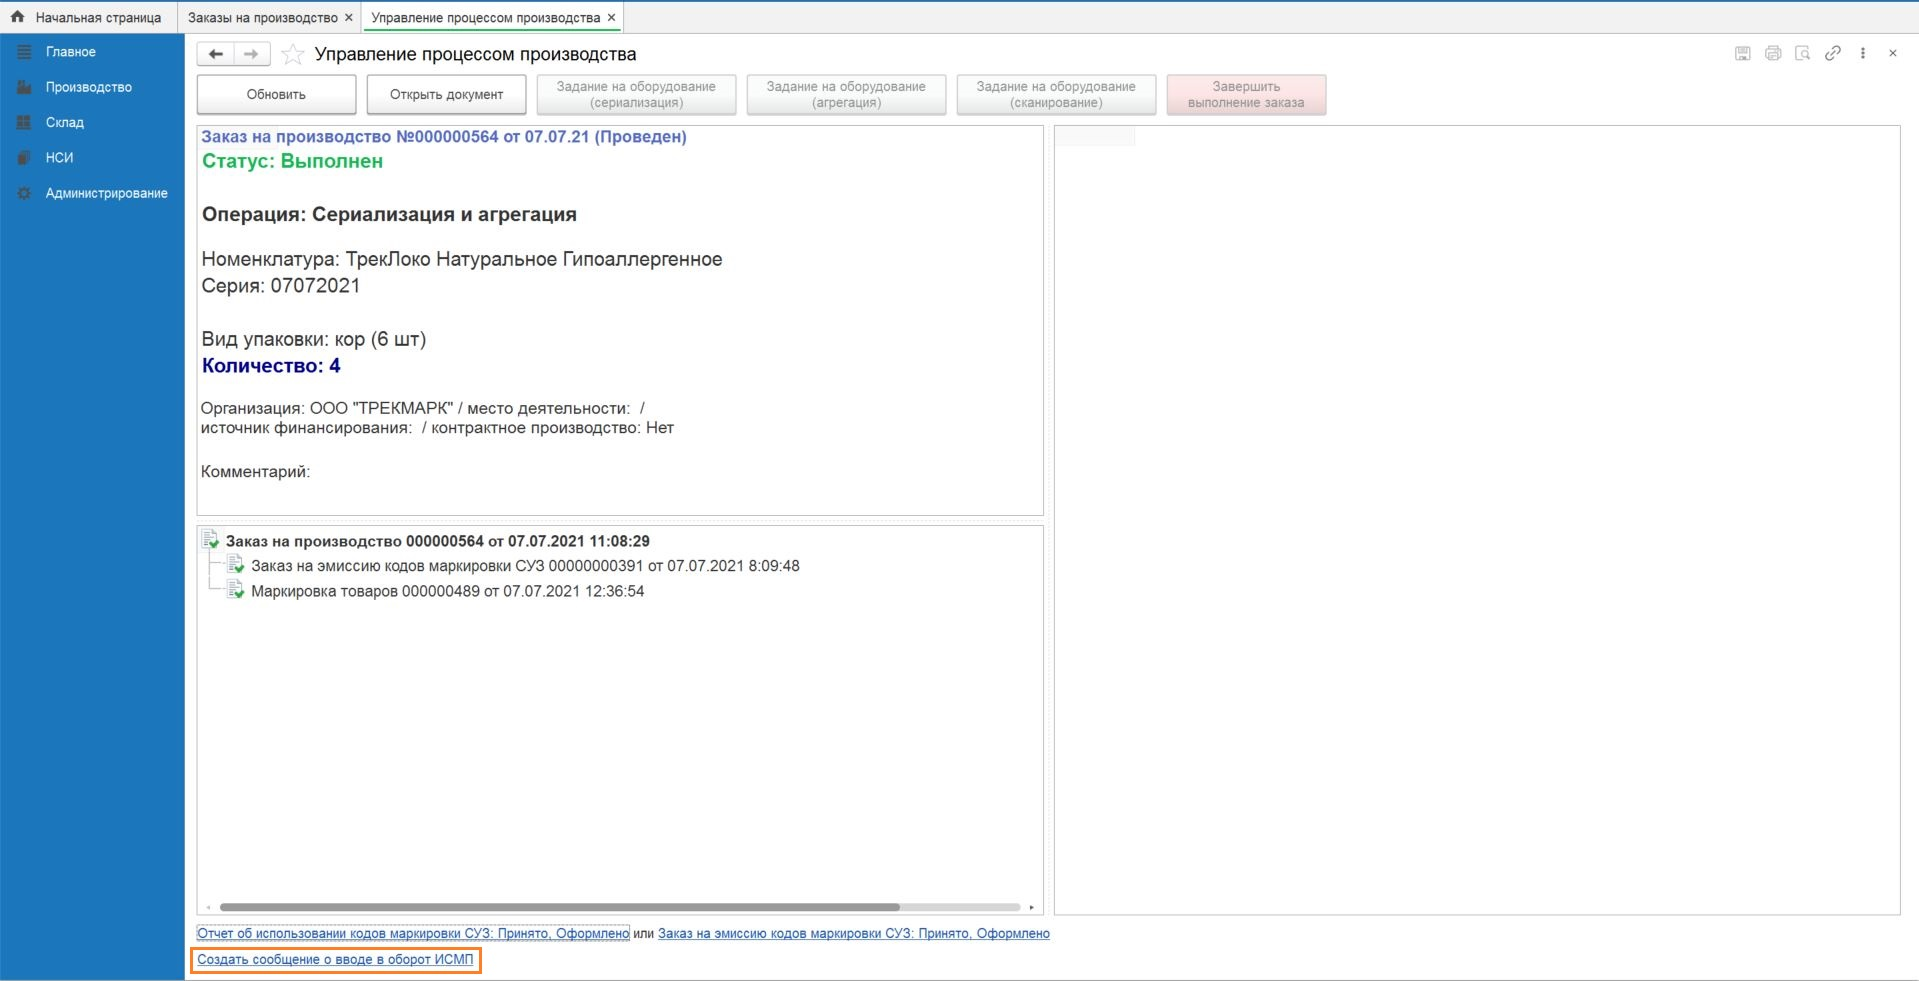 Начальная страница
Заказы на производство ×
Управление процессом производства ×
Главное
Производство
Склад
НСИ
Администрирование
Управление процессом производства
Обновить
Открыть документ
Задание на оборудование
(сериализация)
Задание на оборудование
(агрегация)
Задание на оборудование
(сканирование)
Завершить
выполнение заказа
Заказ на производство №000000564 от 07.07.21 (Проведен)
Статус: Выполнен
Операция: Сериализация и агрегация
Номенклатура: ТрекЛоко Натуральное Гипоаллергенное
Серия: 07072021
Вид упаковки: кор (6 шт)
Количество: 4
Организация: ООО "ТРЕКМАРК" / место деятельности:  /
источник финансирования:  / контрактное производство: Нет
Комментарий:
Заказ на производство 000000564 от 07.07.2021 11:08:29
Заказ на эмиссию кодов маркировки СУЗ 00000000391 от 07.07.2021 8:09:48
Маркировка товаров 000000489 от 07.07.2021 12:36:54
Отчет об использовании кодов маркировки СУЗ: Принято, Оформлено или Заказ на эмиссию кодов маркировки СУЗ: Принято, Оформлено
Создать сообщение о вводе в оборот ИСМП